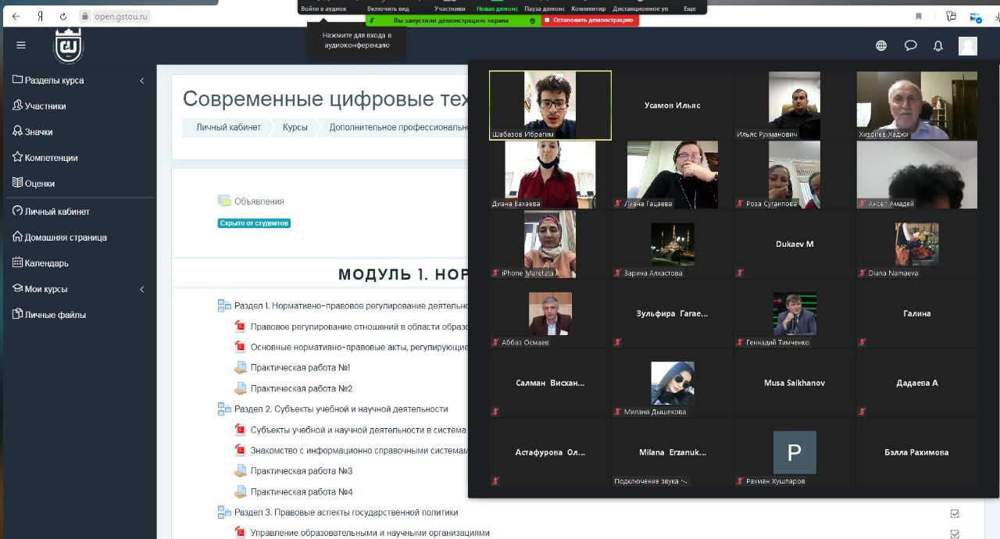 Войти в аудиок
Включить вид
Участники
Новая демонс
Пауза демонс
Комментир
Дистанционное уп
Еще
Я
open.gstou.ru
Вы запустили демонстрацию экрана
Остановить демонстрацию
Нажмите для входа в
аудиоконференцию
Разделы курса
Участники
Значки
Компетенции
Оценки
Личный кабинет
Домашняя страница
Календарь
Мои курсы
Личные файлы
Современные цифровые тех
Личный кабинет
Курсы
Дополнительное профессионально
Объявления
Скрыто от студентов
МОДУЛЬ 1. НОР
Раздел 1. Нормативно-правовое регулирование деятельно
Правовое регулирование отношений в области образо
Основные нормативно-правовые акты, регулирующие
Практическая работа №1
Практическая работа №2
Раздел 2. Субъекты учебной и научной деятельности
Субъекты учебной и научной деятельности в система
Знакомство с информационно справочными системам
Практическая работа №3
Практическая работа №4
Раздел 3. Правовые аспекты государственной политики
Управление образовательными и научными организациями
Шабазов Ибрагим
Усамов Ильяс
Ильяс Рухманович
Хизриев Хаджи
Диана Вахаева
Лиана Гацаева
Роза Сугаипова
Ансел Амадей
iPhone Maretata
Зарина Алхастова
Dukaev M
Diana Namaeva
Аббаз Осмаев
Зульфира Гагае...
Геннадий Тимченко
Галина
Салман Висхан...
Милана Дышекова
Musa Saikhanov
Дадаева А
Астафурова Ол...
Milana Erzanuk...
Подключение звука
P
Рахман Хушпаров
Бэлла Рахимова